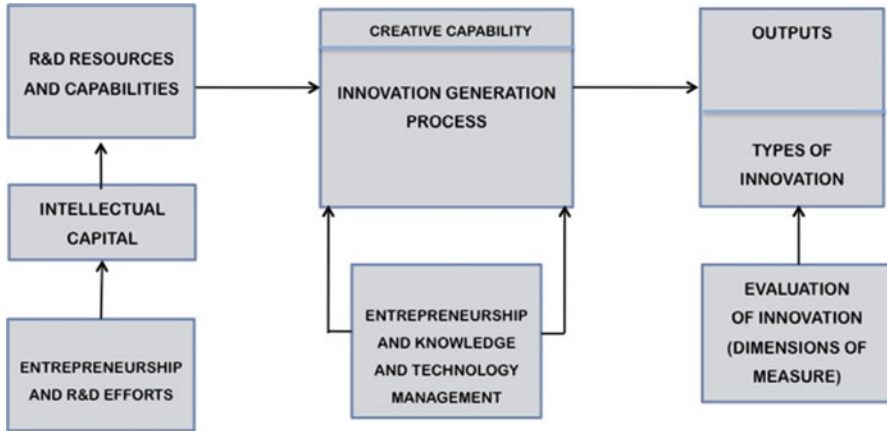 R&D RESOURCES
AND CAPABILITIES
INTELLECTUAL
CAPITAL
ENTREPRENEURSHIP
AND R&D EFFORTS
CREATIVE CAPABILITY
INNOVATION GENERATION
PROCESS
ENTREPRENEURSHIP
AND KNOWLEDGE
AND TECHNOLOGY
MANAGEMENT
OUTPUTS
TYPES OF
INNOVATION
EVALUATION
OF INNOVATION
(DIMENSIONS OF
MEASURE)